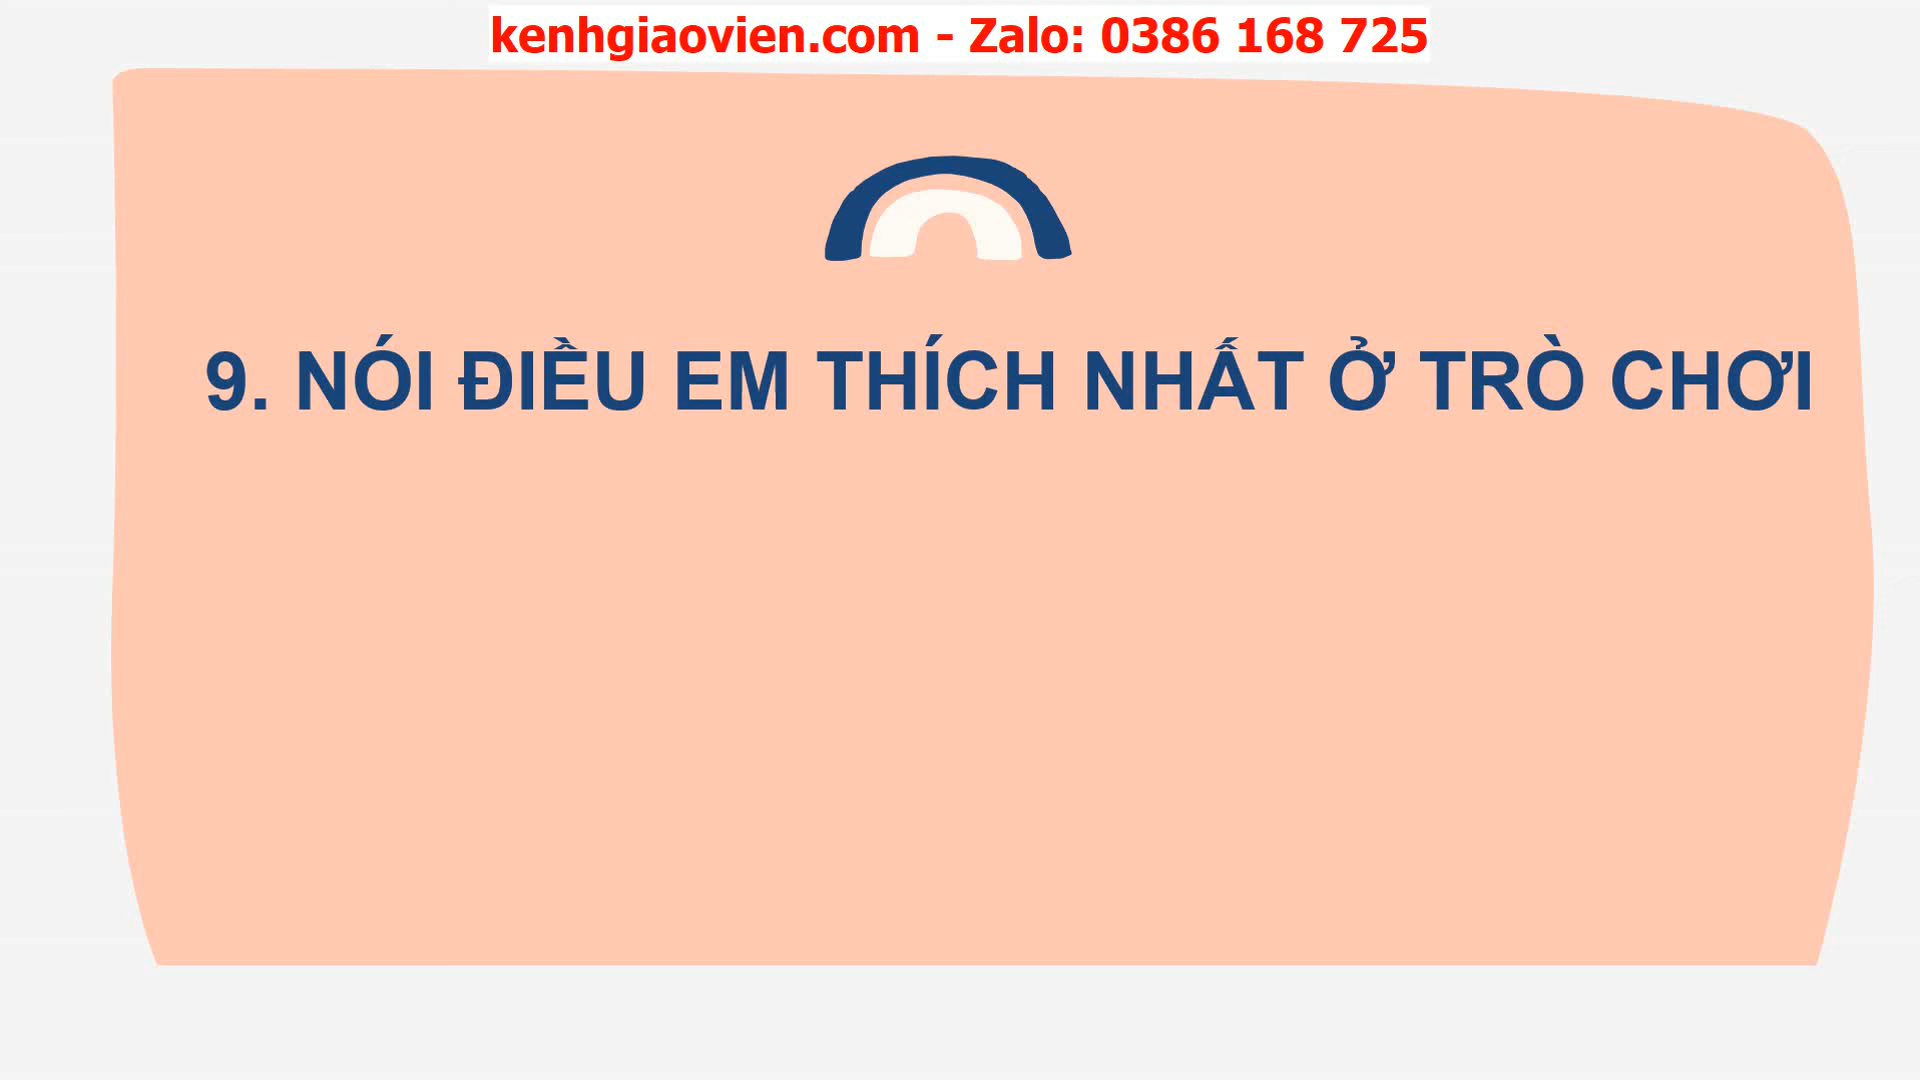 kenhgiaovien.com - Zalo: 0386 168 725
9. NÓI ĐIỀU EM THÍCH NHẤT Ở TRÒ CHƠI